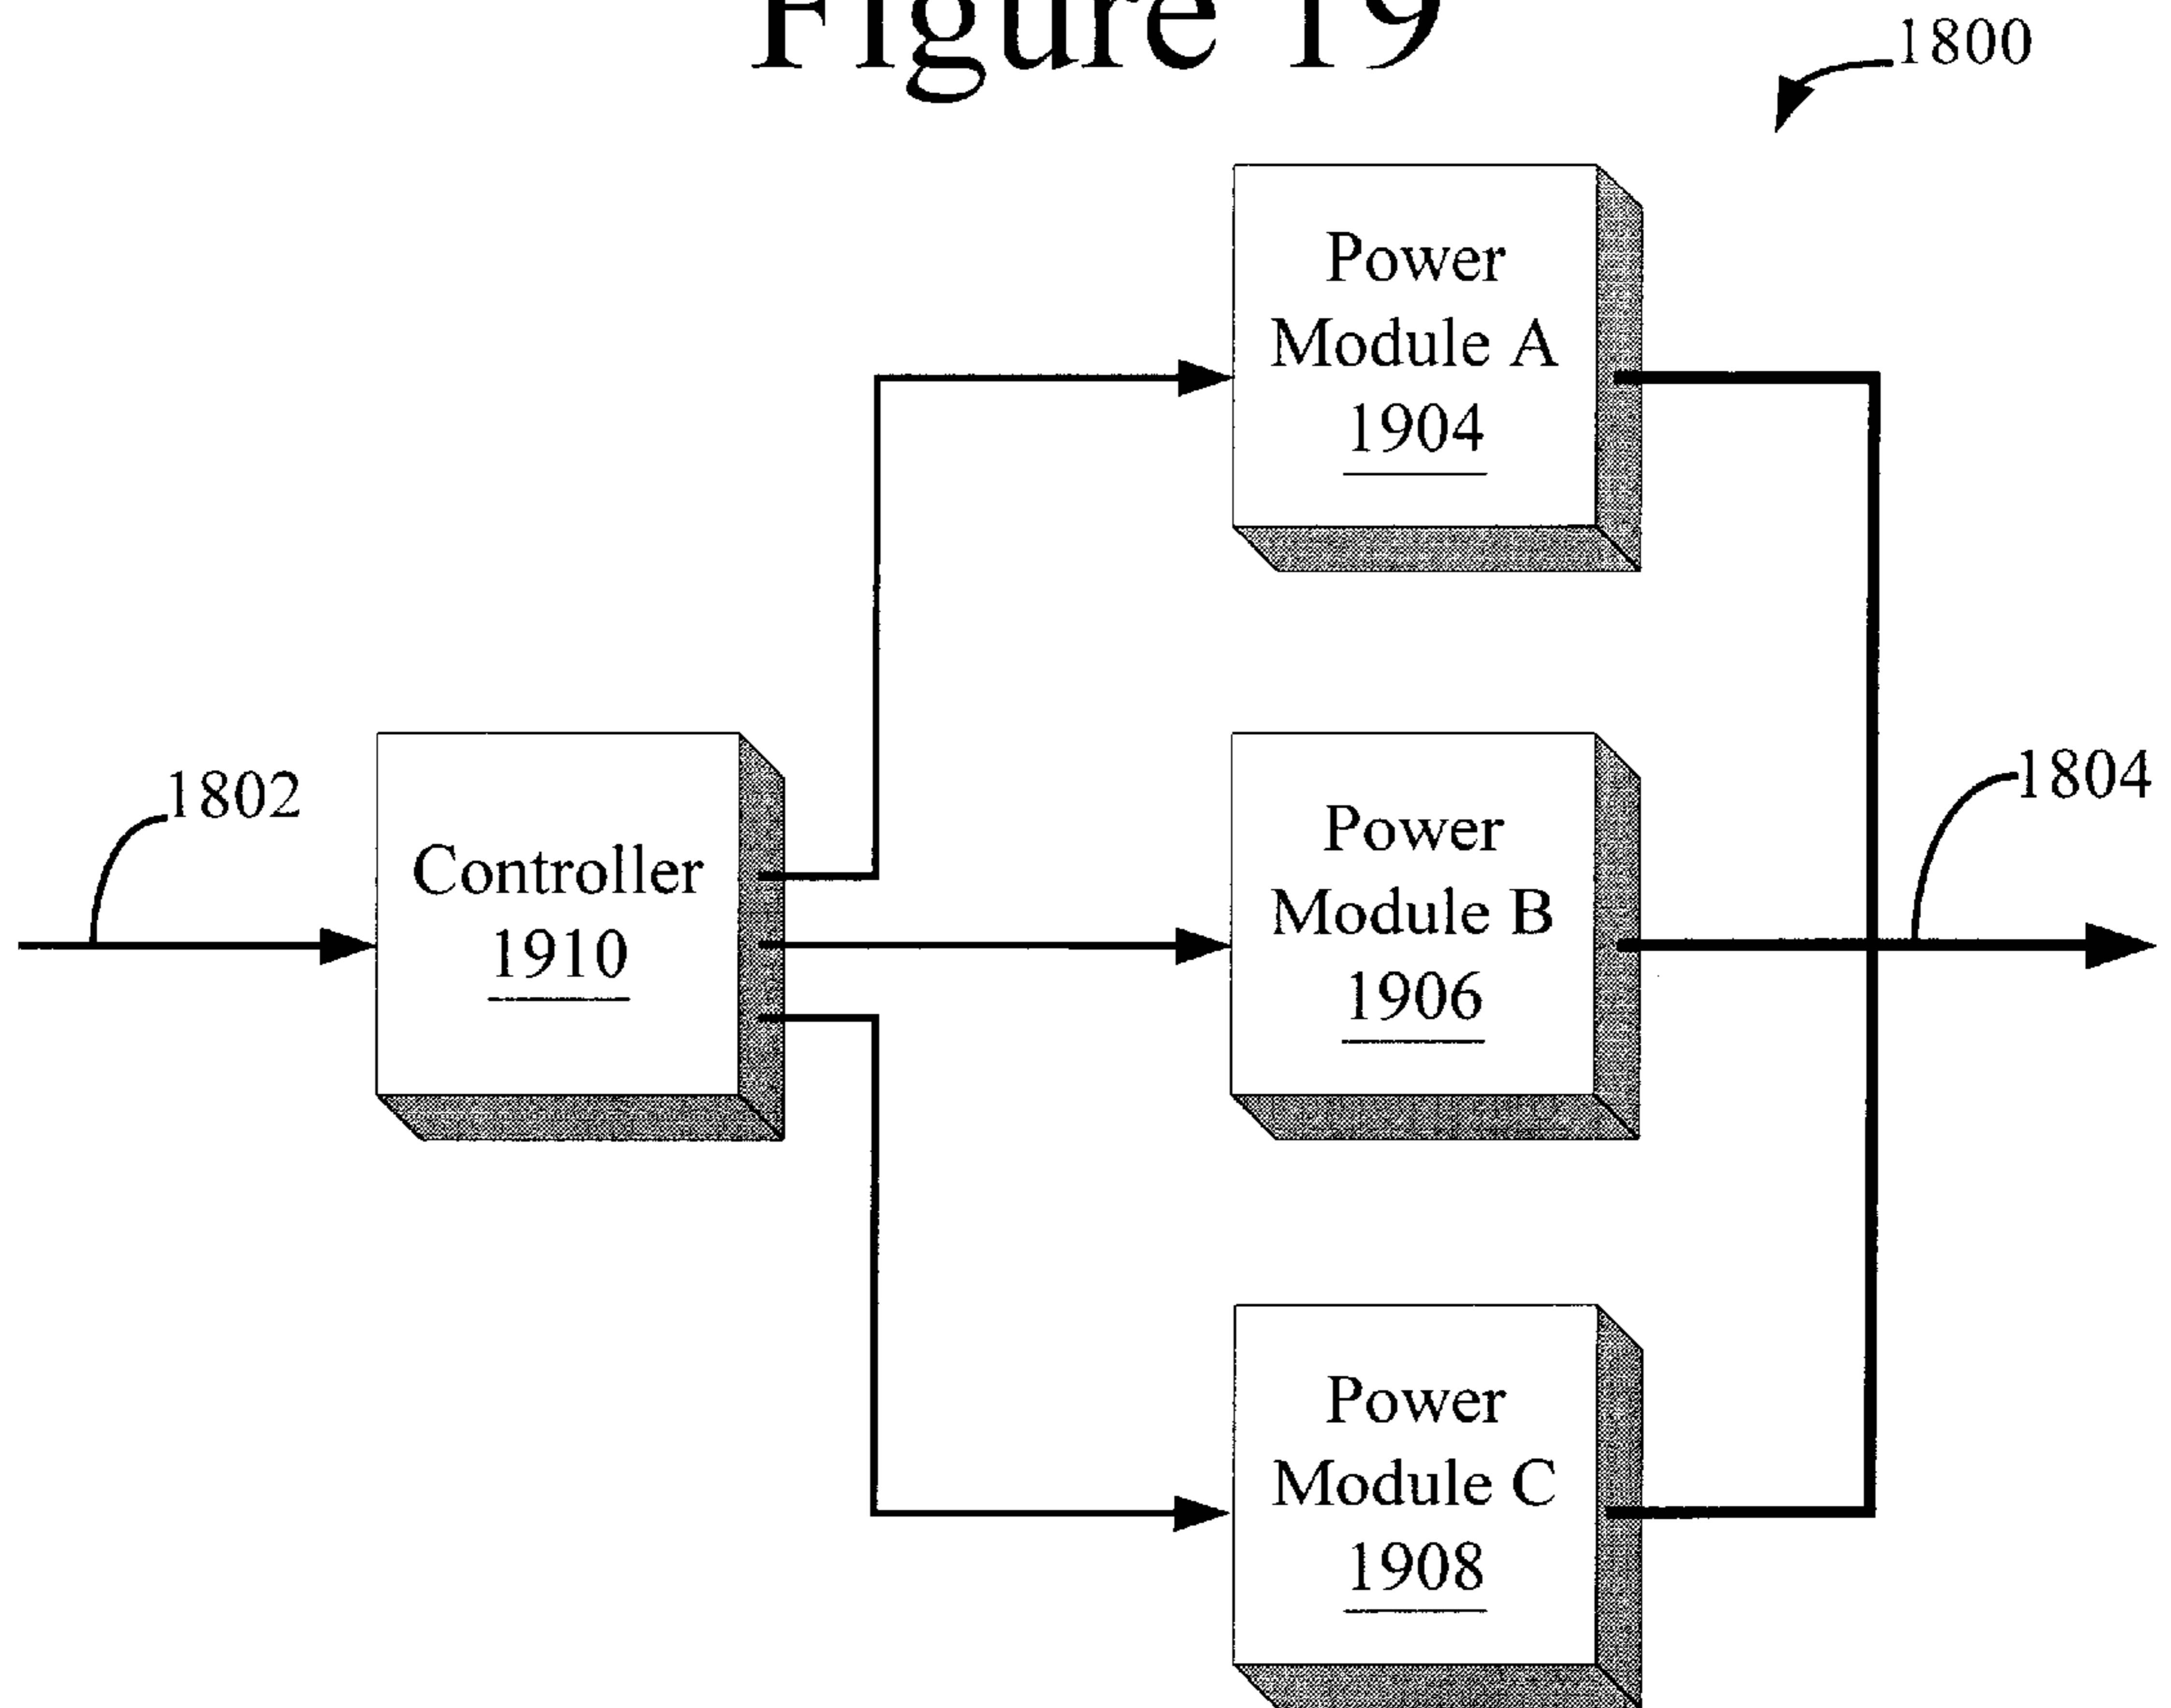 Figure 19
1800
Power
Module A
1904
1802
Controller
1910
Power
Module B
1906
1804
Power
Module C
1908